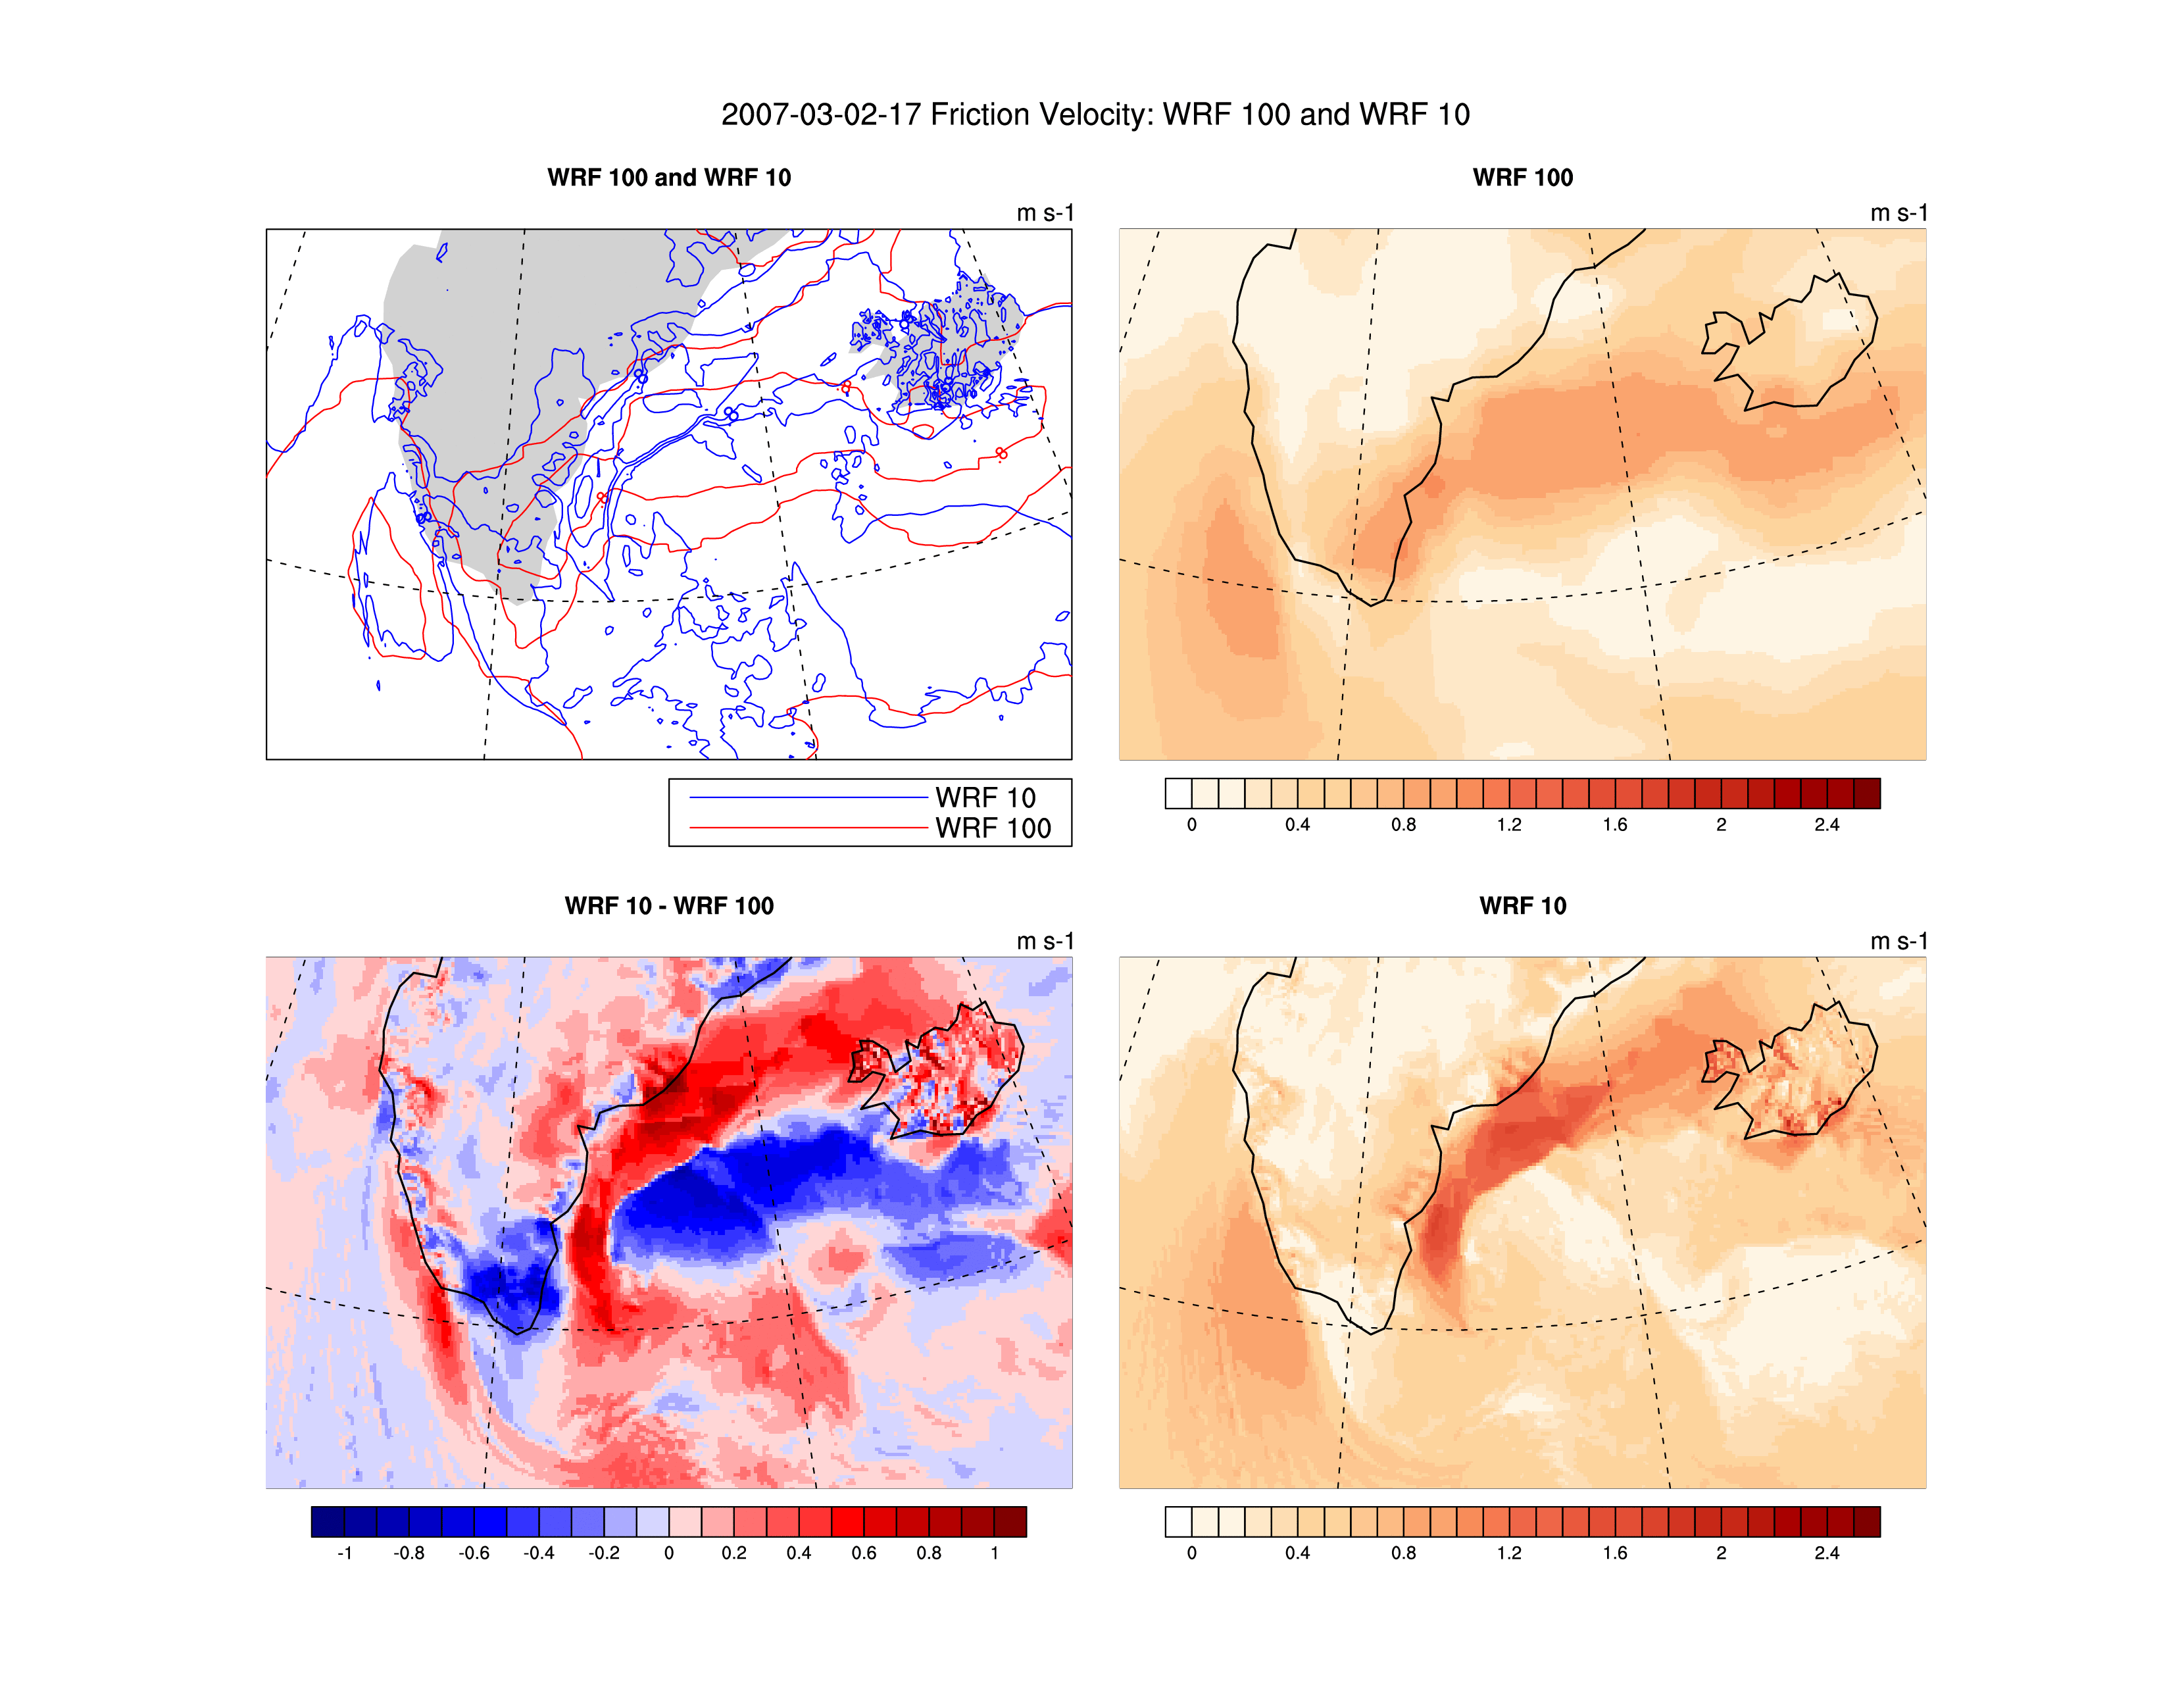 2007-03-02-17 Friction Velocity: WRF 100 and WRF 10
WRF 100 and WRF 10
m s-1
WRF 10
WRF 100
WRF 100
m s-1
0 0.4 0.8 1.2 1.6 2 2.4
WRF 10 - WRF 100
m s-1
-1 -0.8 -0.6 -0.4 -0.2 0 0.2 0.4 0.6 0.8 1
WRF 10
m s-1
0 0.4 0.8 1.2 1.6 2 2.4